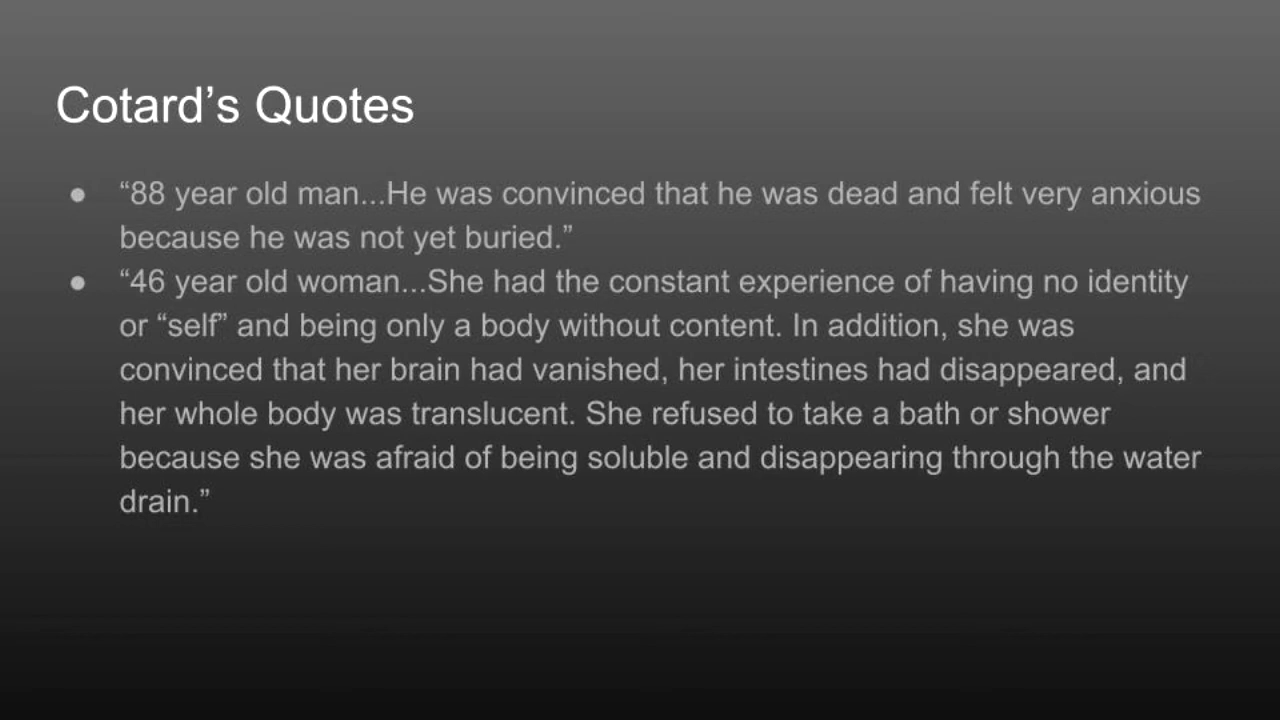 Cotard’s Quotes
● “88 year old man...He was convinced that he was dead and felt very anxious
because he was not yet buried.”
● “46 year old woman...She had the constant experience of having no identity
or “self” and being only a body without content. In addition, she was
convinced that her brain had vanished, her intestines had disappeared, and
her whole body was translucent. She refused to take a bath or shower
because she was afraid of being soluble and disappearing through the water
drain.”